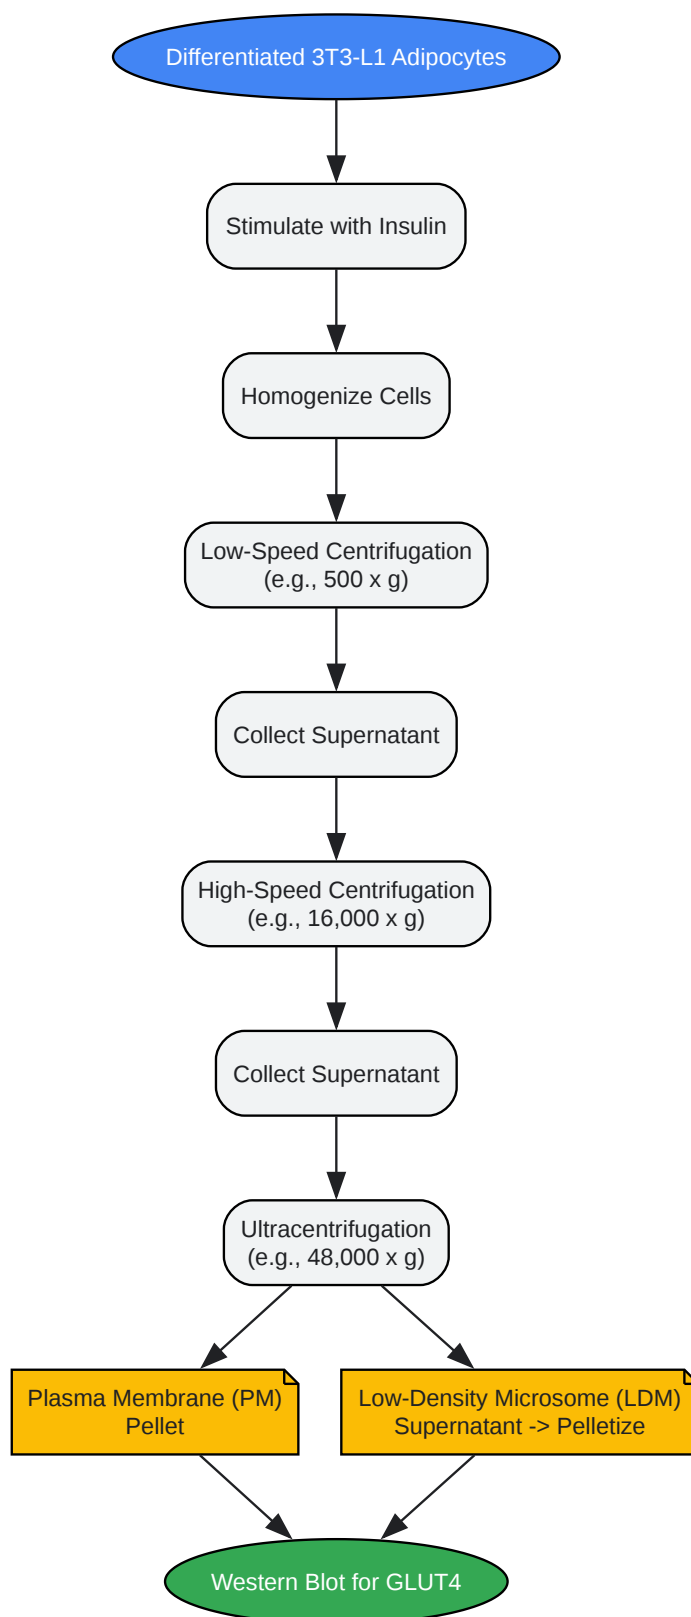 Differentiated 3T3-L1 Adipocytes
Stimulate with Insulin
Homogenize Cells
Low-Speed Centrifugation
(e.g., 500 x g)
Collect Supernatant
High-Speed Centrifugation
(e.g., 16,000 x g)
Collect Supernatant
Ultracentrifugation
(e.g., 48,000 x g)
Plasma Membrane (PM)
Pellet
Low-Density Microsome (LDM)
Supernatant -> Pelletize
Western Blot for GLUT4